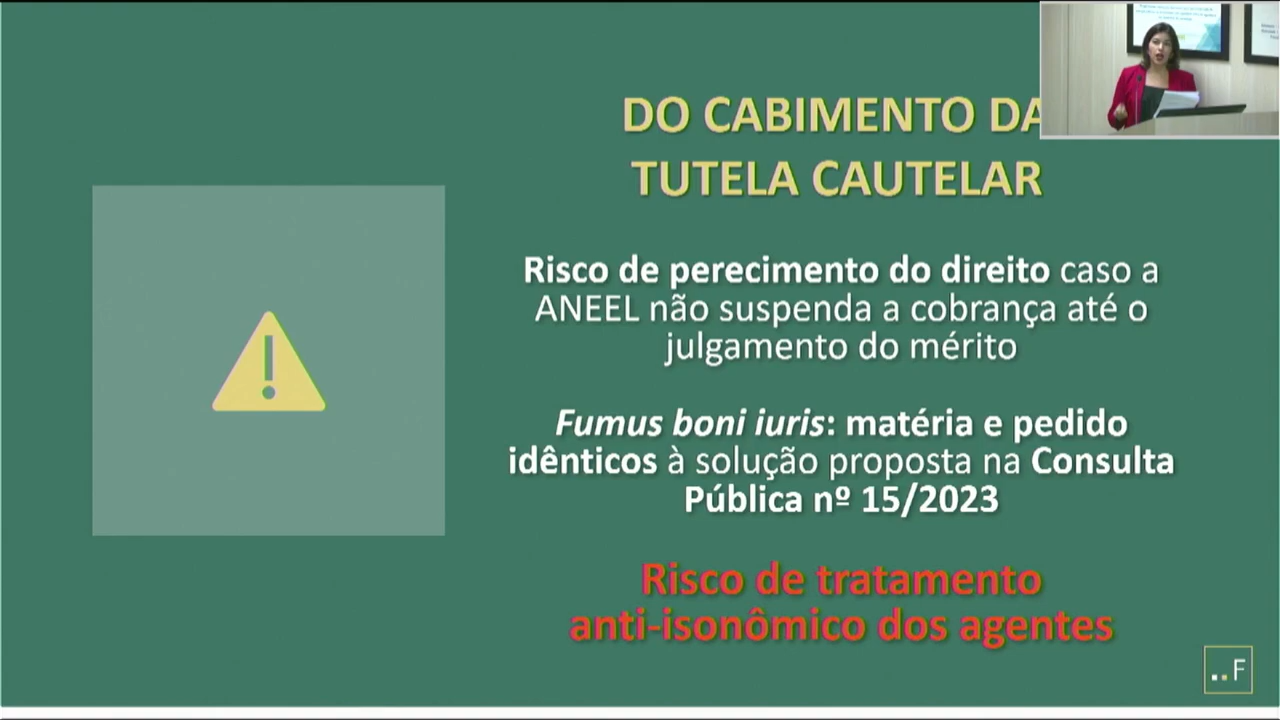 DO CABIMENTO DA
TUTELA CAUTELAR
Risco de perecimento do direito caso a
ANEEL não suspenda a cobrança até o
julgamento do mérito
Fumus boni iuris: matéria e pedido
idênticos à solução proposta na Consulta
Pública nº 15/2023
Risco de tratamento
anti-isonômico dos agentes
..F